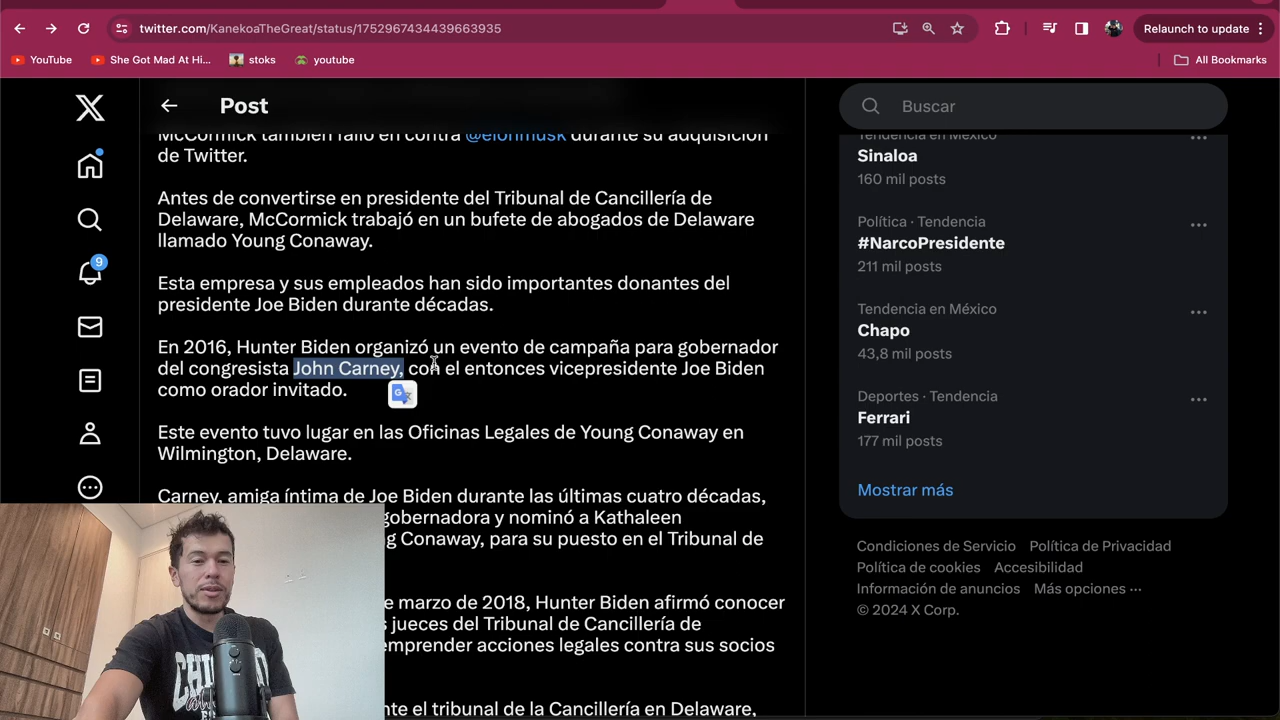 twitter.com/KanekoaTheGreat/status/1752967434439663935
Relaunch to update
YouTube
She Got Mad At Hi...
stoks
youtube
All Bookmarks
Post
Buscar
McCormick también falló en contra @elonmusk durante su adquisición
de Twitter.
Antes de convertirse en presidente del Tribunal de Cancillería de
Delaware, McCormick trabajó en un bufete de abogados de Delaware
llamado Young Conaway.
Esta empresa y sus empleados han sido importantes donantes del
presidente Joe Biden durante décadas.
En 2016, Hunter Biden organizó un evento de campaña para gobernador
del congresista John Carney, con el entonces vicepresidente Joe Biden
como orador invitado.
Este evento tuvo lugar en las Oficinas Legales de Young Conaway en
Wilmington, Delaware.
Carney, amiga íntima de Joe Biden durante las últimas cuatro décadas,
gobernadora y nominó a Kathaleen
g Conaway, para su puesto en el Tribunal de
e marzo de 2018, Hunter Biden afirmó conocer
s jueces del Tribunal de Cancillería de
emprender acciones legales contra sus socios
nte el tribunal de la Cancillería en Delaware,
9
Tendencia en México
Sinaloa
160 mil posts
Política · Tendencia
#NarcoPresidente
211 mil posts
Tendencia en México
Chapo
43,8 mil posts
Deportes · Tendencia
Ferrari
177 mil posts
Mostrar más
Condiciones de Servicio Política de Privacidad
Política de cookies Accesibilidad
Información de anuncios Más opciones ···
© 2024 X Corp.